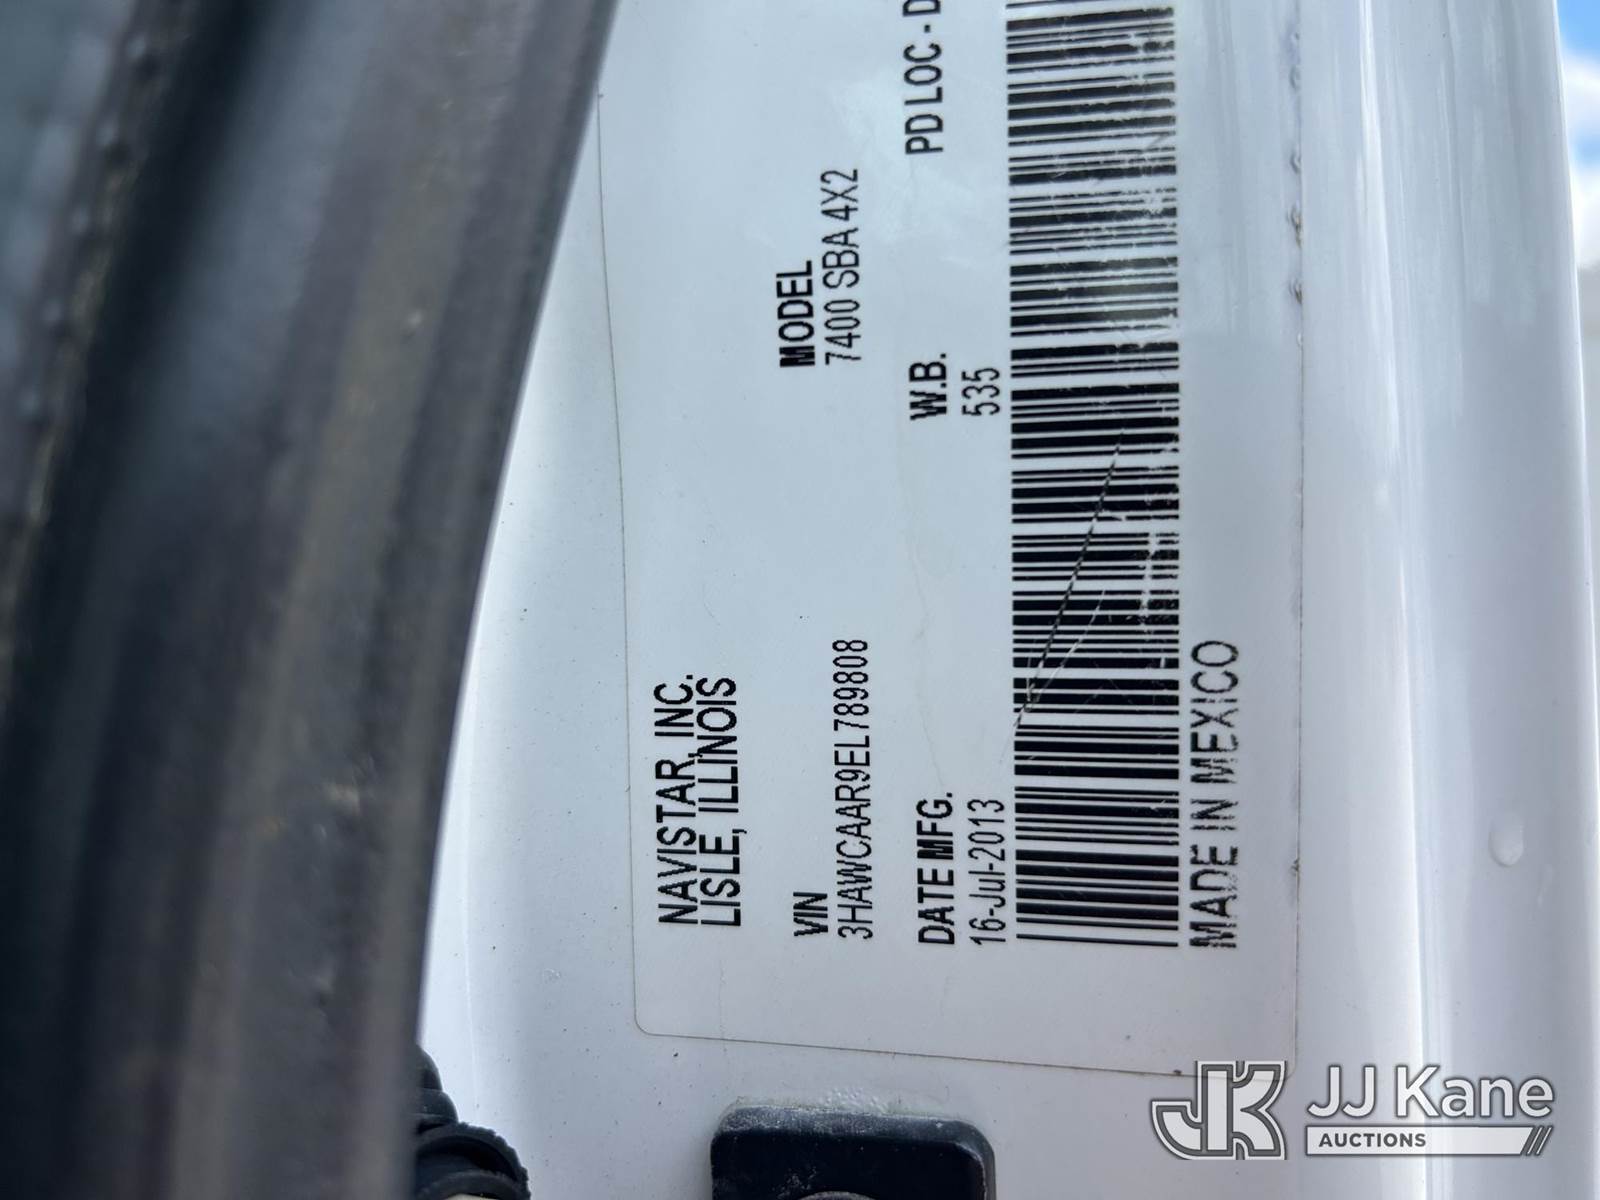 NAVISTAR, INC.
LISLE, ILLINOIS
VIN MODEL
3HAWCAAR9EL789808 7400 SBA 4X2
DATE MFG. W.B. PD LOC - D
16-Jul-2013 535
MADE IN MEXICO
JK JJ Kane
AUCTIONS